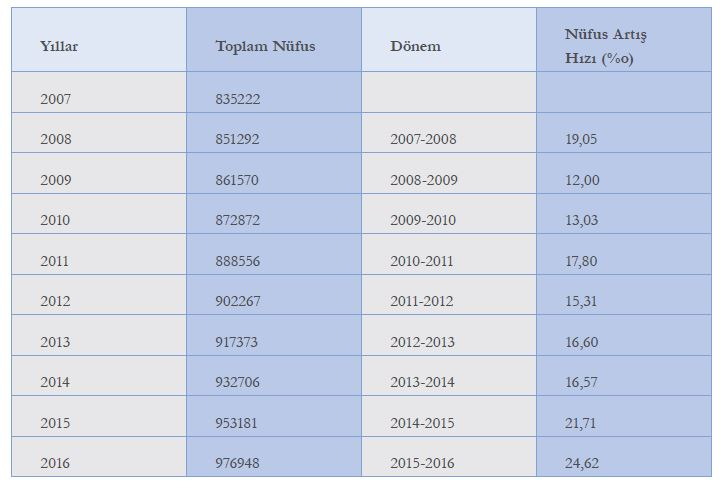 Yıllar Toplam Nüfus Dönem Nüfus Artış Hızı (%o)
2007 835222
2008 851292 2007-2008 19,05
2009 861570 2008-2009 12,00
2010 872872 2009-2010 13,03
2011 888556 2010-2011 17,80
2012 902267 2011-2012 15,31
2013 917373 2012-2013 16,60
2014 932706 2013-2014 16,57
2015 953181 2014-2015 21,71
2016 976948 2015-2016 24,62